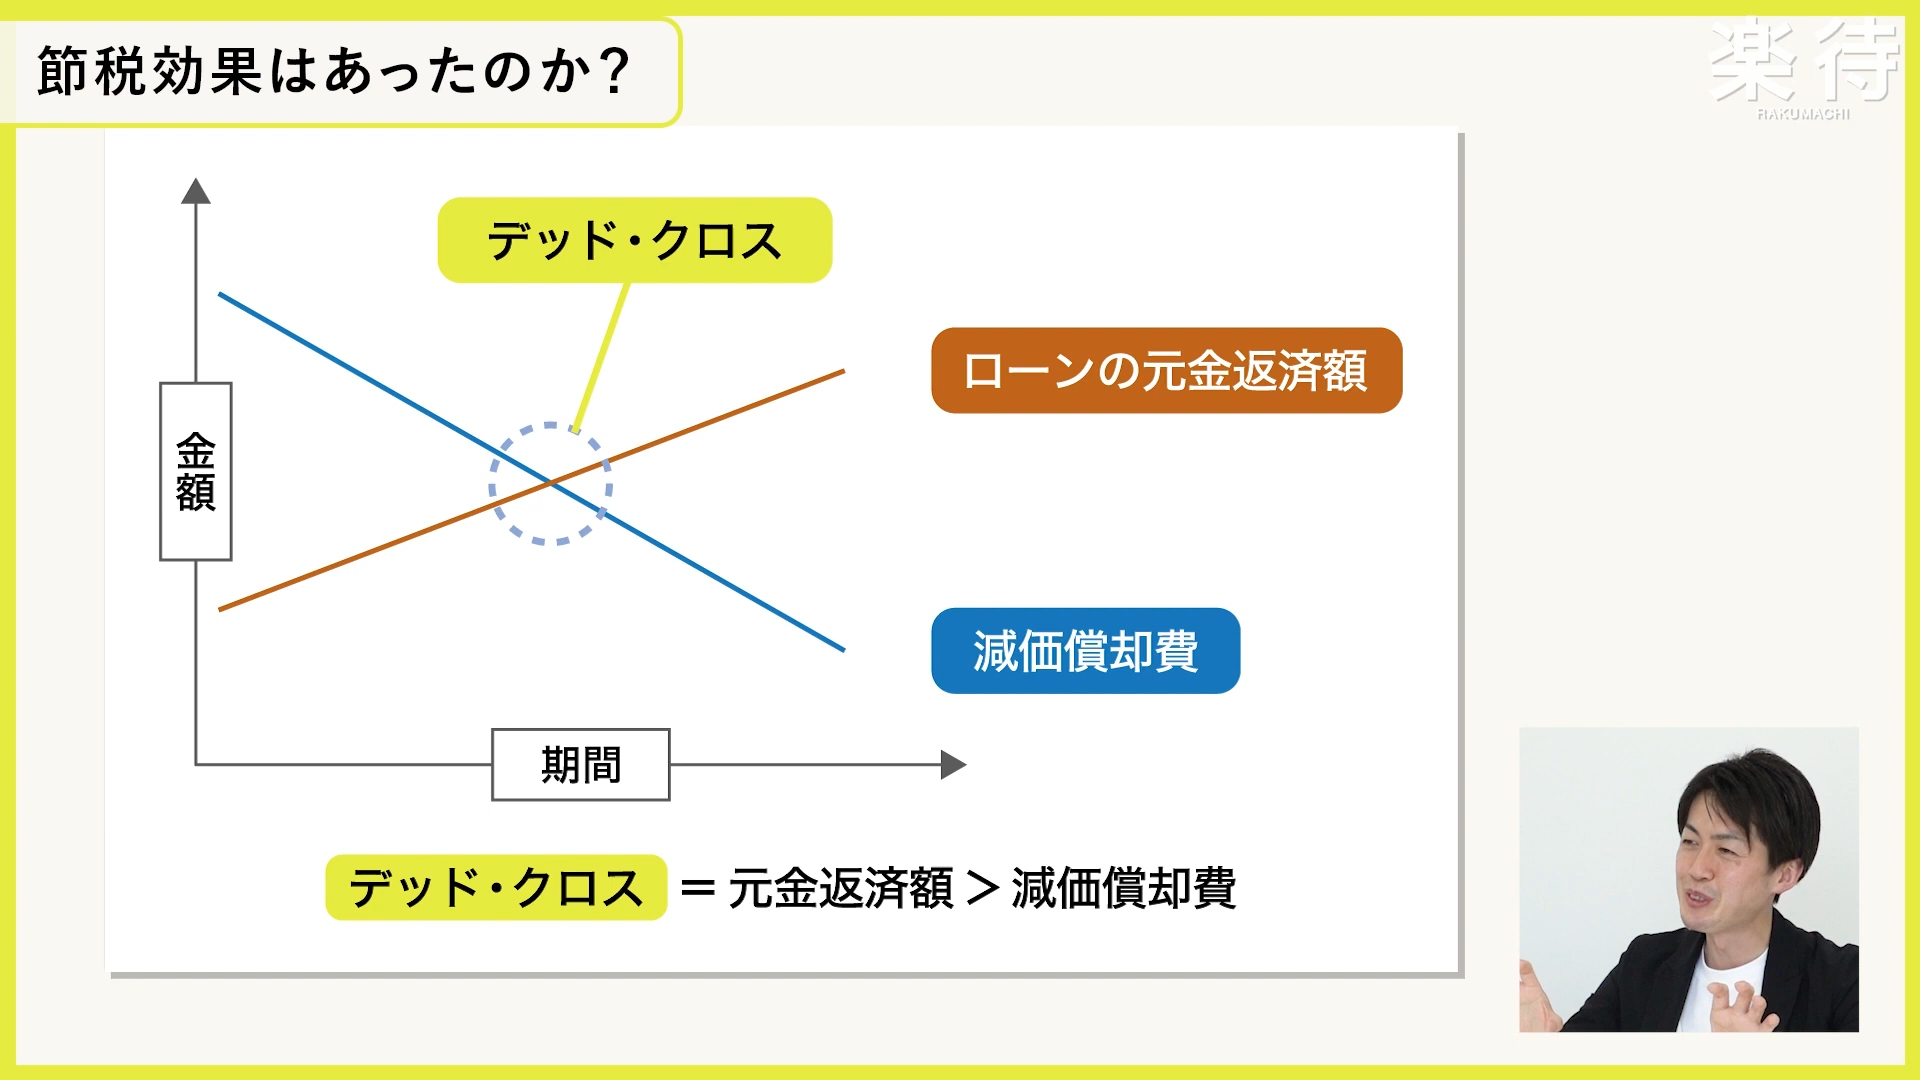 節税効果はあったのか?
楽待
RAKUMACHI
デッド・クロス
ローンの元金返済額
金額
減価償却費
期間
デッド・クロス = 元金返済額 > 減価償却費